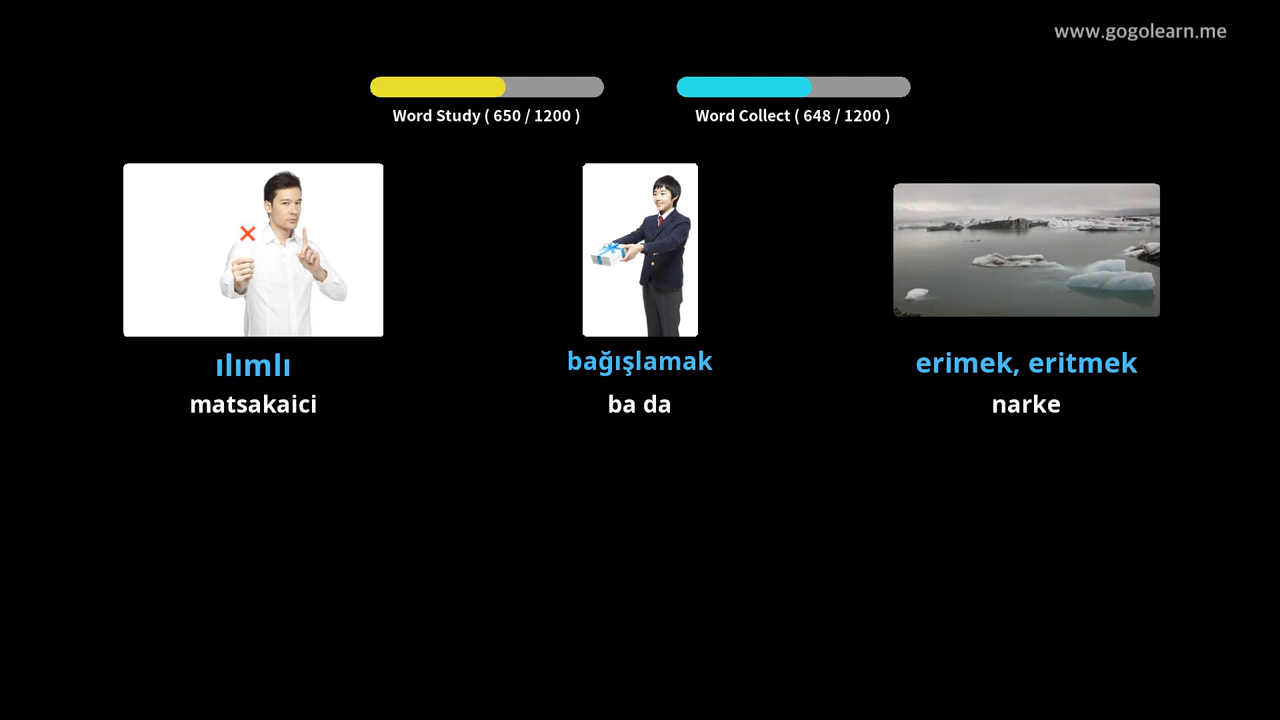 www.gogolearn.me
Word Study ( 650 / 1200 )
Word Collect ( 648 / 1200 )
ılımlı
bağışlamak
erimek, eritmek
matsakaici
ba da
narke